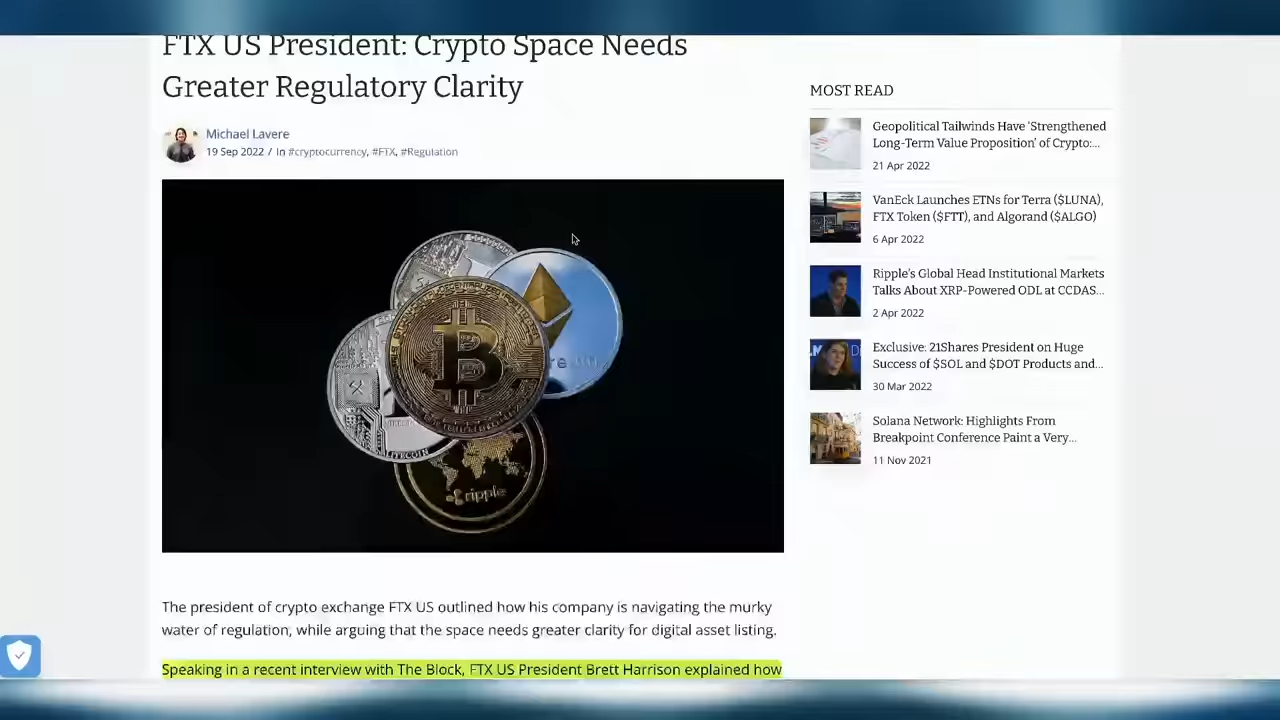 FTX US President: Crypto Space Needs
Greater Regulatory Clarity
Michael Lavere
19 Sep 2022 / In #cryptocurrency, #FTX, #Regulation
LITECOIN
ripple
The president of crypto exchange FTX US outlined how his company is navigating the murky
water of regulation, while arguing that the space needs greater clarity for digital asset listing.
Speaking in a recent interview with The Block, FTX US President Brett Harrison explained how
MOST READ
Geopolitical Tailwinds Have 'Strengthened
Long-Term Value Proposition' of Crypto:...
21 Apr 2022
VanEck Launches ETNs for Terra ($LUNA),
FTX Token ($FTT), and Algorand ($ALGO)
6 Apr 2022
Ripple's Global Head Institutional Markets
Talks About XRP-Powered ODL at CCDAS...
2 Apr 2022
Exclusive: 21Shares President on Huge
Success of $SOL and $DOT Products and...
30 Mar 2022
Solana Network: Highlights From
Breakpoint Conference Paint a Very...
11 Nov 2021